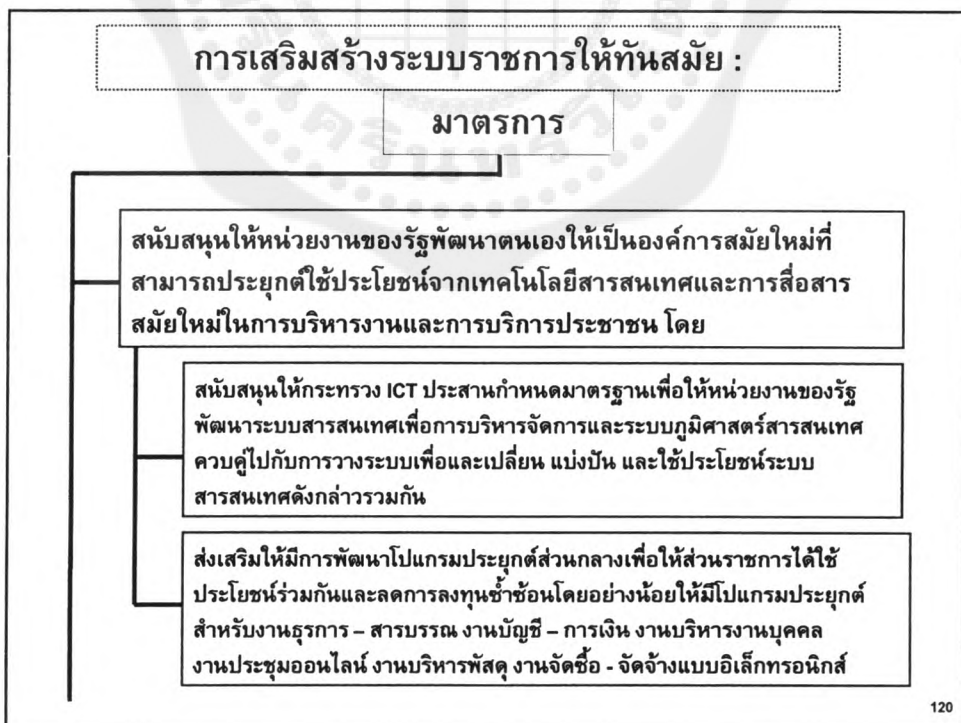 การเสริมสร้างระบบราชการให้ทันสมัย :
มาตรการ
สนับสนุนให้หน่วยงานของรัฐพัฒนาตนเองให้เป็นองค์การสมัยใหม่ที่
สามารถประยุกต์ใช้ประโยชน์จากเทคโนโลยีสารสนเทศและการสื่อสาร
สมัยใหม่ในการบริหารงานและการบริการประชาชน โดย
สนับสนุนให้กระทรวง ICT ประสานกำหนดมาตรฐานเพื่อให้หน่วยงานของรัฐ
พัฒนาระบบสารสนเทศเพื่อการบริหารจัดการและระบบภูมิศาสตร์สารสนเทศ
ควบคู่ไปกับการวางระบบเพื่อและเปลี่ยน แบ่งปัน และใช้ประโยชน์ระบบ
สารสนเทศดังกล่าวรวมกัน
ส่งเสริมให้มีการพัฒนาโปแกรมประยุกต์ส่วนกลางเพื่อให้ส่วนราชการได้ใช้
ประโยชน์ร่วมกันและลดการลงทุนซ้ำซ้อนโดยอย่างน้อยให้มีโปแกรมประยุกต์
สำหรับงานธุรการ – สารบรรณ งานบัญชี – การเงิน งานบริหารงานบุคคล
งานประชุมออนไลน์ งานบริหารพัสดุ งานจัดซื้อ - จัดจ้างแบบอิเล็กทรอนิกส์
120